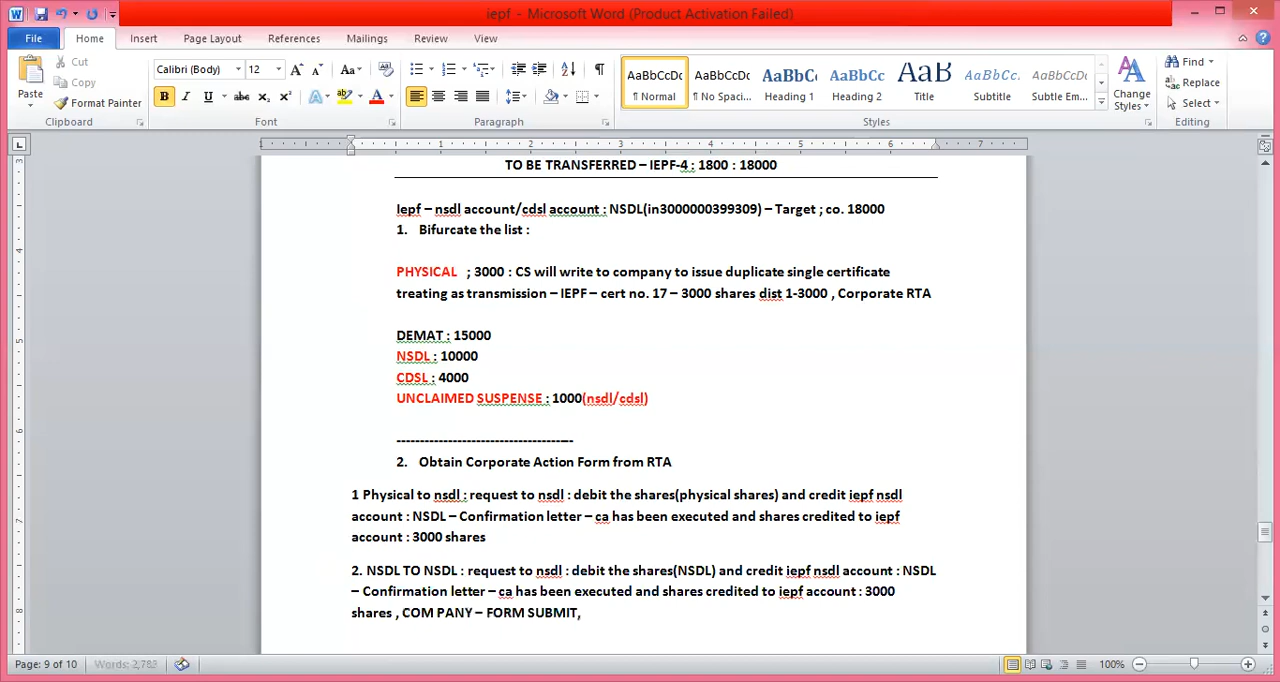 iepf - Microsoft Word (Product Activation Failed)
File Home Insert Page Layout References Mailings Review View
Paste Cut Copy Format Painter
Calibri (Body) 12
AaBbCcDc AaBbCcDc AaBbCc AaBbCc AaB AaBbCc. AaBbCcDc
¶ Normal ¶ No Spaci... Heading 1 Heading 2 Title Subtitle Subtle Em...
Change Styles
Find Replace Select
Clipboard Font Paragraph Styles Editing
TO BE TRANSFERRED – IEPF-4 : 1800 : 18000
Iepf – nsdl account/cdsl account : NSDL(in3000000399309) – Target ; co. 18000
1. Bifurcate the list :
PHYSICAL ; 3000 : CS will write to company to issue duplicate single certificate
treating as transmission – IEPF – cert no. 17 – 3000 shares dist 1-3000 , Corporate RTA
DEMAT : 15000
NSDL : 10000
CDSL : 4000
UNCLAIMED SUSPENSE : 1000(nsdl/cdsl)
--------------------------------------
2. Obtain Corporate Action Form from RTA
1 Physical to nsdl : request to nsdl : debit the shares(physical shares) and credit iepf nsdl
account : NSDL – Confirmation letter – ca has been executed and shares credited to iepf
account : 3000 shares
2. NSDL TO NSDL : request to nsdl : debit the shares(NSDL) and credit iepf nsdl account : NSDL
– Confirmation letter – ca has been executed and shares credited to iepf account : 3000
shares , COM PANY – FORM SUBMIT,
Page: 9 of 10 Words: 2,782 100%